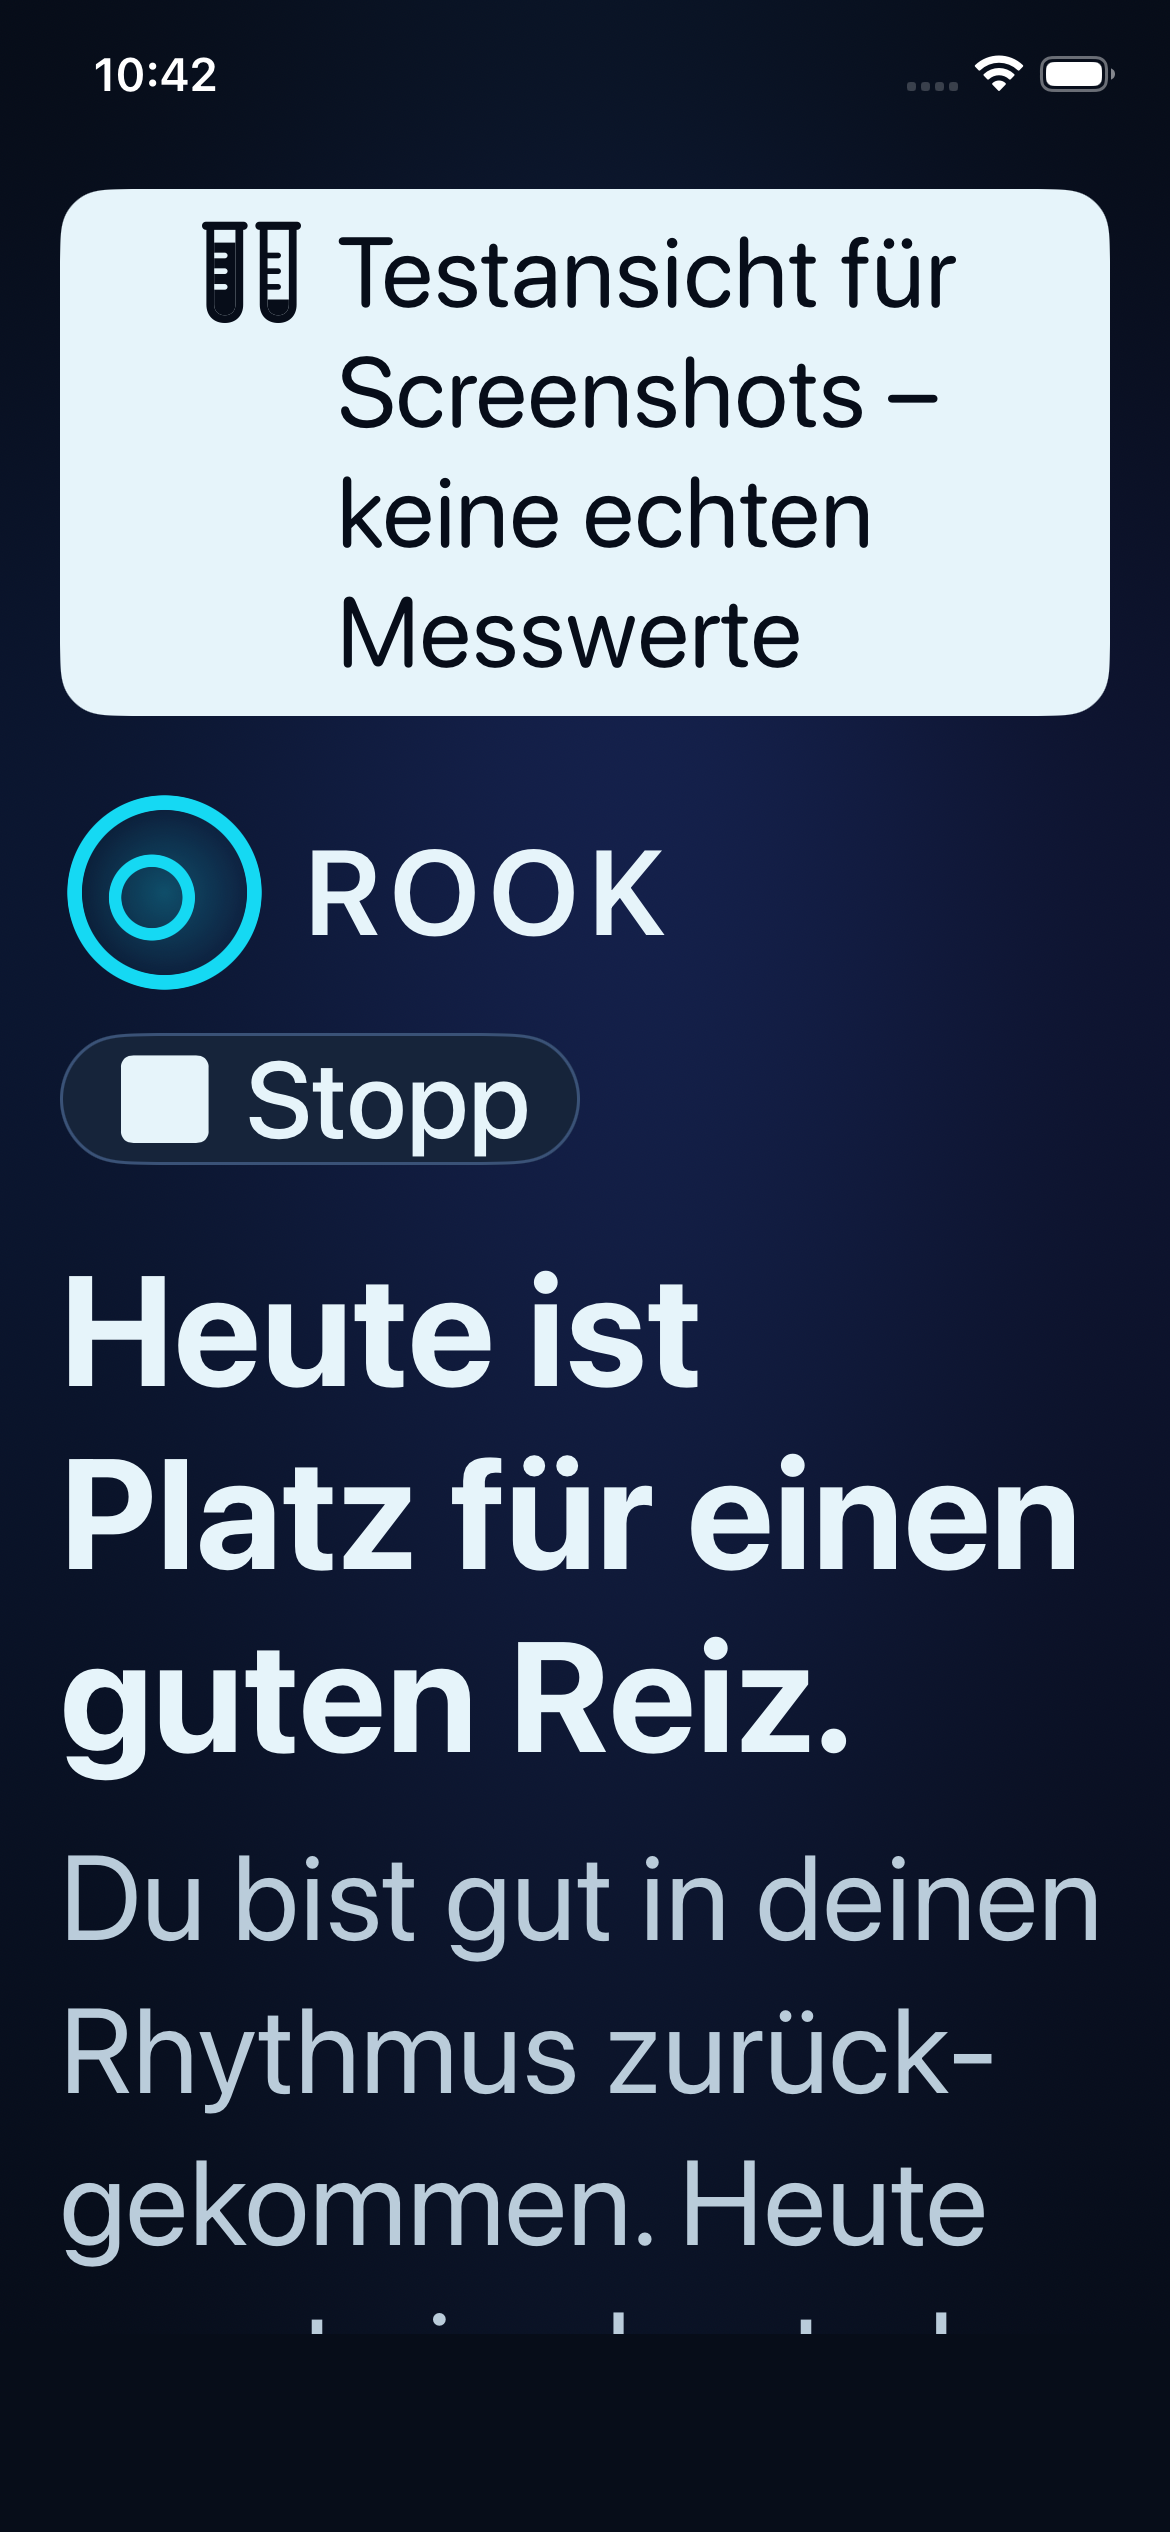 10:42
Testansicht für
Screenshots –
keine echten
Messwerte
ROOK
Stopp
Heute ist
Platz für einen
guten Reiz.
Du bist gut in deinen
Rhythmus zurück-
gekommen. Heute